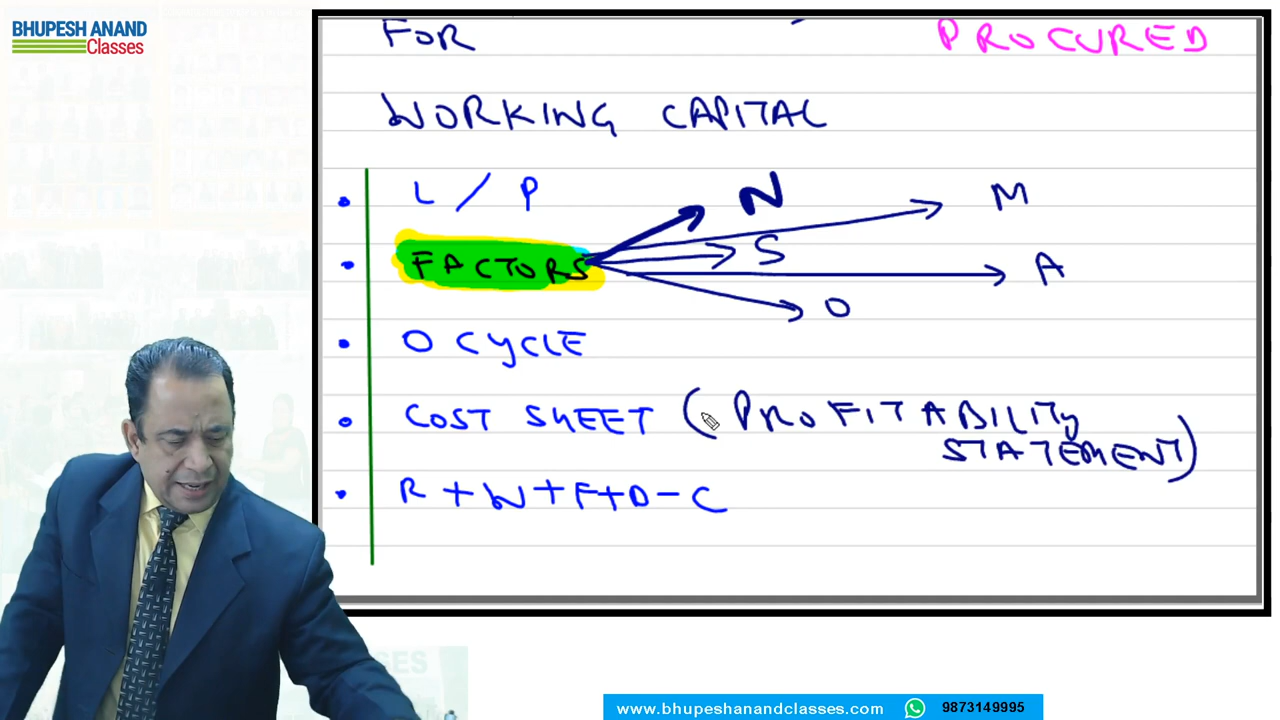 BHUPESH ANAND
Classes
FOR PROCURED
WORKING CAPITAL
• L / P
N M
• FACTORS S A
O
• O CYCLE
• COST SHEET (PROFITABILITY
STATEMENT)
• R + W + F + D - C
www.bhupeshanandclasses.com 9873149995